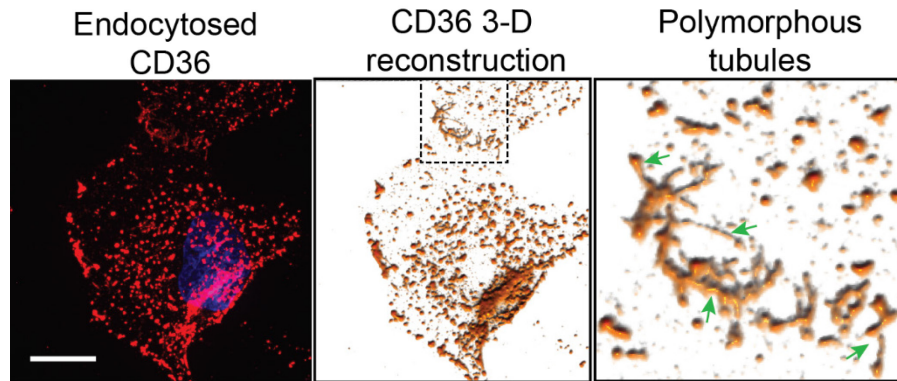 Endocytosed
CD36
CD36 3-D
reconstruction
Polymorphous
tubules